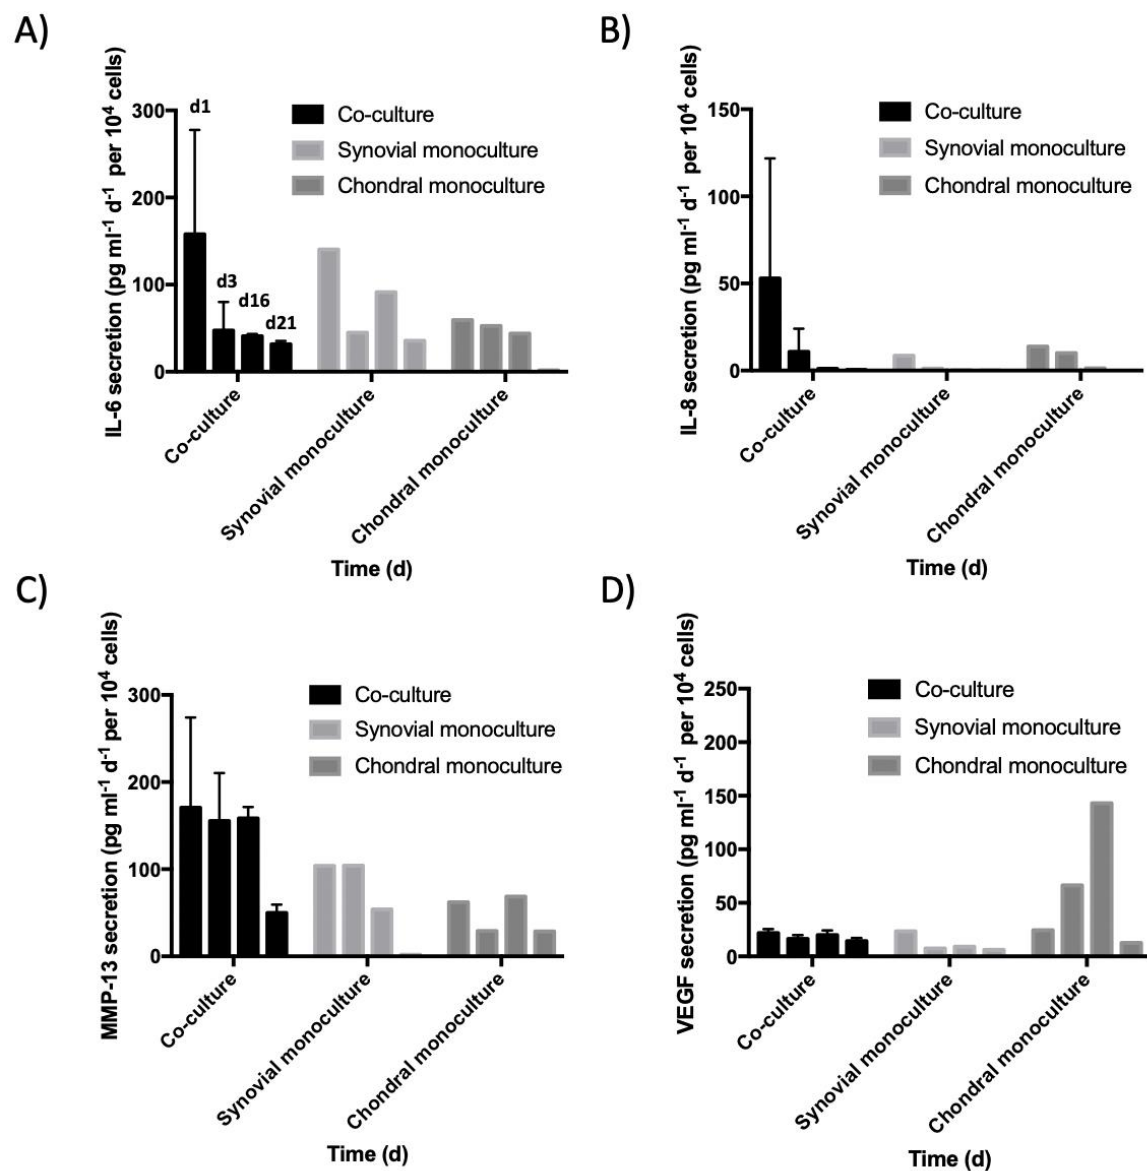 A)
IL-6 secretion (pg ml⁻¹ d⁻¹ per 10⁴ cells)
300
200
100
0
d1
d3
d16
d21
Co-culture
Synovial monoculture
Chondral monoculture
Co-culture
Synovial monoculture
Chondral monoculture
Time (d)
B)
IL-8 secretion (pg ml⁻¹ d⁻¹ per 10⁴ cells)
150
100
50
0
Co-culture
Synovial monoculture
Chondral monoculture
Co-culture
Synovial monoculture
Chondral monoculture
Time (d)
C)
MMP-13 secretion (pg ml⁻¹ d⁻¹ per 10⁴ cells)
300
200
100
0
Co-culture
Synovial monoculture
Chondral monoculture
Co-culture
Synovial monoculture
Chondral monoculture
Time (d)
D)
VEGF secretion (pg ml⁻¹ d⁻¹ per 10⁴ cells)
250
200
150
100
50
0
Co-culture
Synovial monoculture
Chondral monoculture
Co-culture
Synovial monoculture
Chondral monoculture
Time (d)